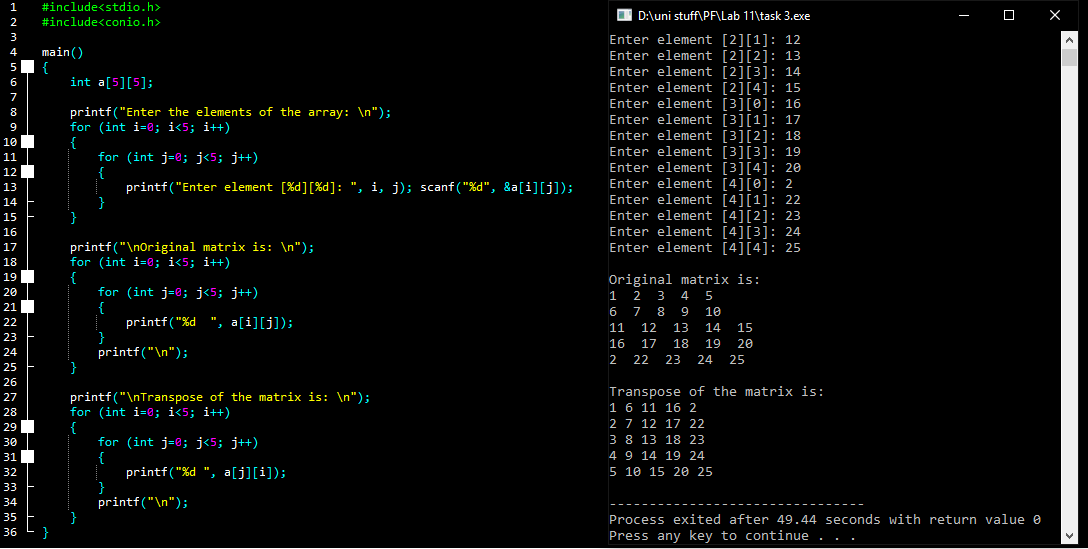 1 #include<stdio.h>
2 #include<conio.h>
3
4 main()
5 {
6 int a[5][5];
7
8 printf("Enter the elements of the array: \n");
9 for (int i=0; i<5; i++)
10 {
11 for (int j=0; j<5; j++)
12 {
13 printf("Enter element [%d][%d]: ", i, j); scanf("%d", &a[i][j]);
14 }
15 }
16
17 printf("\nOriginal matrix is: \n");
18 for (int i=0; i<5; i++)
19 {
20 for (int j=0; j<5; j++)
21 {
22 printf("%d  ", a[i][j]);
23 }
24 printf("\n");
25 }
26
27 printf("\nTranspose of the matrix is: \n");
28 for (int i=0; i<5; i++)
29 {
30 for (int j=0; j<5; j++)
31 {
32 printf("%d ", a[j][i]);
33 }
34 printf("\n");
35 }
36 }
D:\uni stuff\PF\Lab 11\task 3.exe
Enter element [2][1]: 12
Enter element [2][2]: 13
Enter element [2][3]: 14
Enter element [2][4]: 15
Enter element [3][0]: 16
Enter element [3][1]: 17
Enter element [3][2]: 18
Enter element [3][3]: 19
Enter element [3][4]: 20
Enter element [4][0]: 2
Enter element [4][1]: 22
Enter element [4][2]: 23
Enter element [4][3]: 24
Enter element [4][4]: 25

Original matrix is:
1  2  3  4  5
6  7  8  9  10
11  12  13  14  15
16  17  18  19  20
2  22  23  24  25

Transpose of the matrix is:
1 6 11 16 2
2 7 12 17 22
3 8 13 18 23
4 9 14 19 24
5 10 15 20 25

--------------------------------
Process exited after 49.44 seconds with return value 0
Press any key to continue . . .